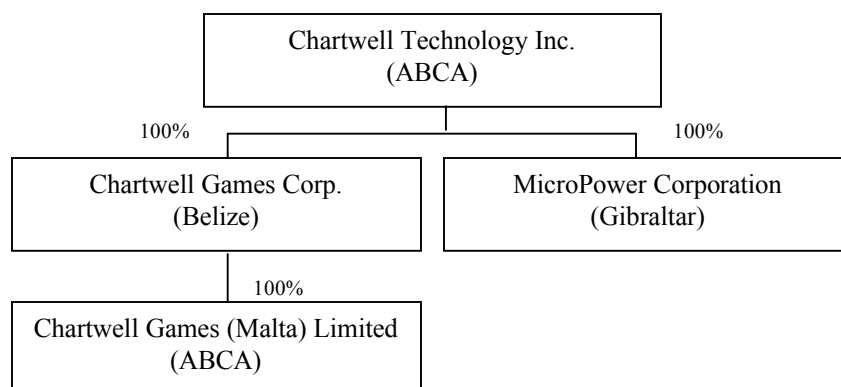 Chartwell Technology Inc.
(ABCA)
100%
100%
Chartwell Games Corp.
(Belize)
MicroPower Corporation
(Gibraltar)
100%
Chartwell Games (Malta) Limited
(ABCA)